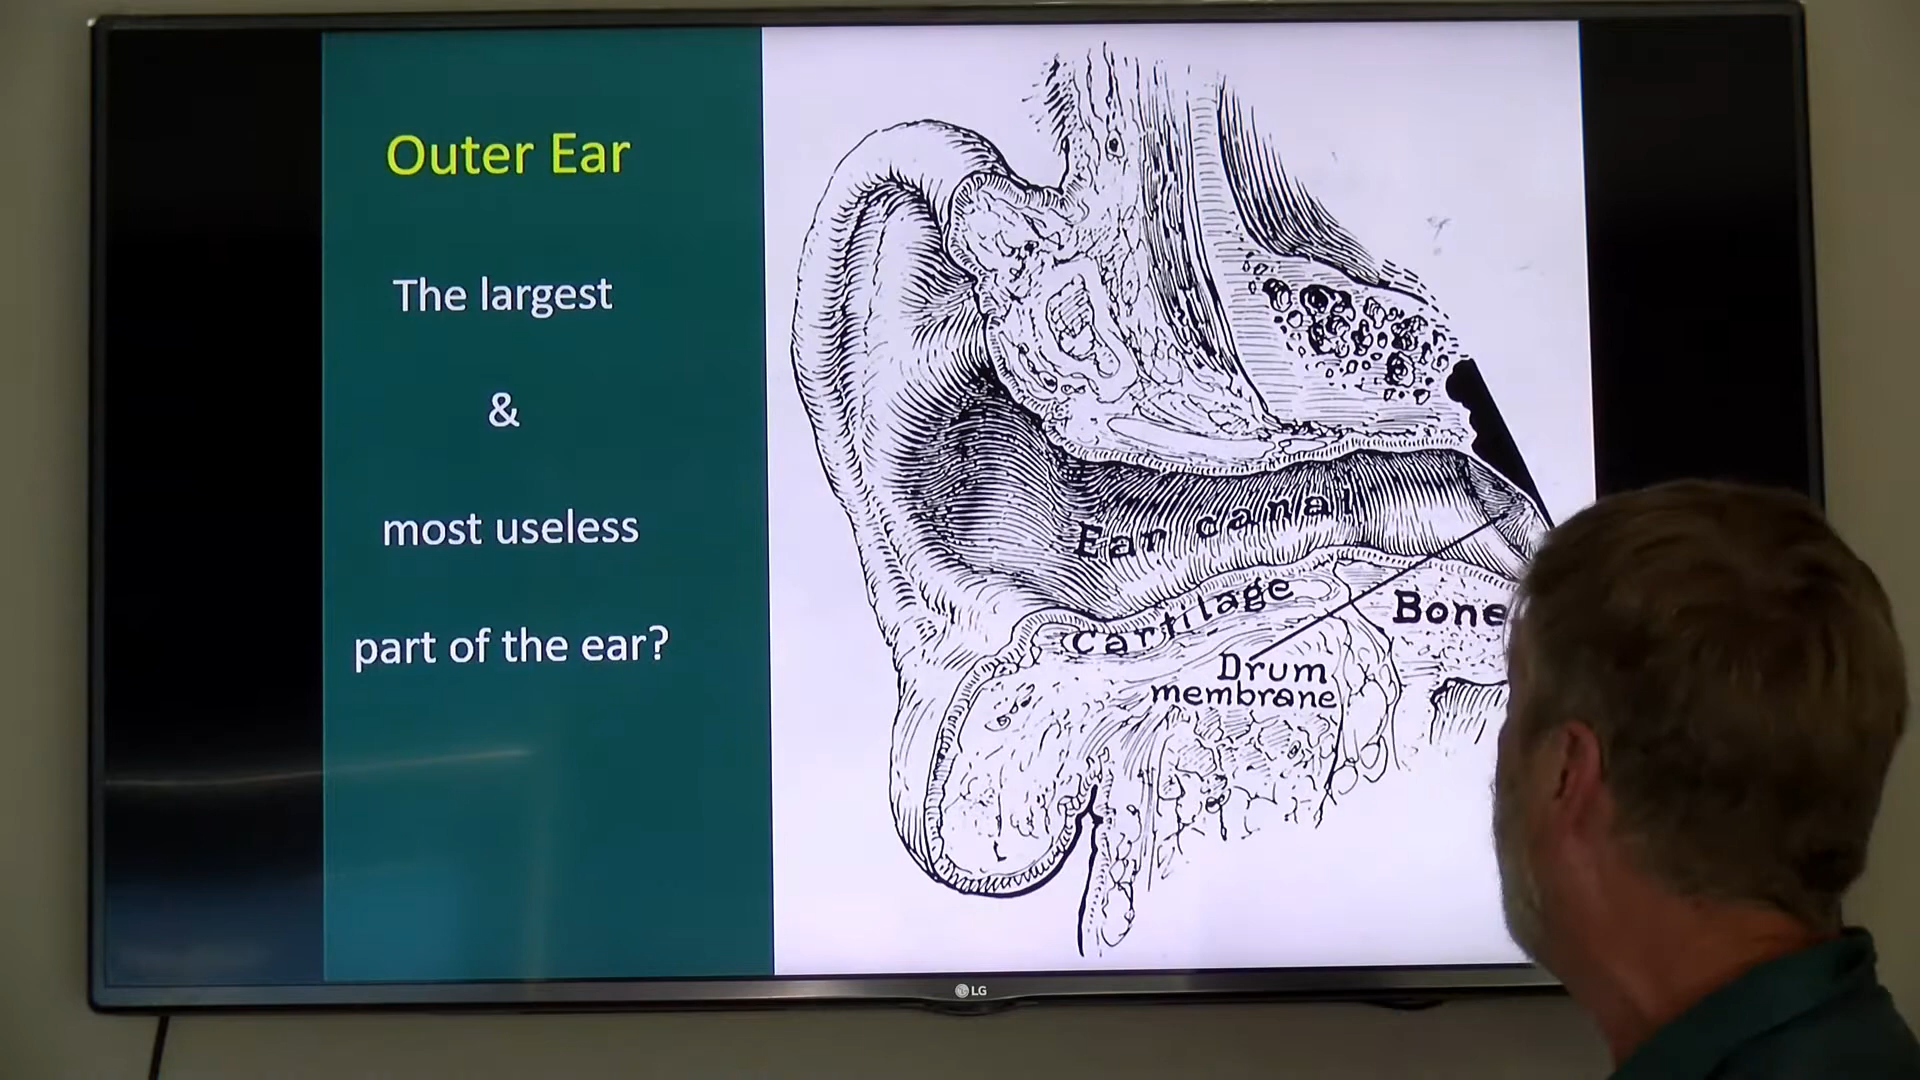 Outer Ear
The largest
&
most useless
part of the ear?
Ear canal
Cartilage
Bone
Drum
membrane
LG